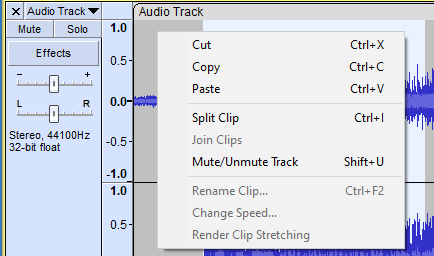 Audio Track
Audio Track
Mute Solo
Effects
- +
L R
Stereo, 44100Hz
32-bit float
1.0
0.5
0.0
-0.5
-1.0
1.0
0.5
Cut Ctrl+X
Copy Ctrl+C
Paste Ctrl+V
Split Clip Ctrl+I
Join Clips
Mute/Unmute Track Shift+U
Rename Clip... Ctrl+F2
Change Speed...
Render Clip Stretching